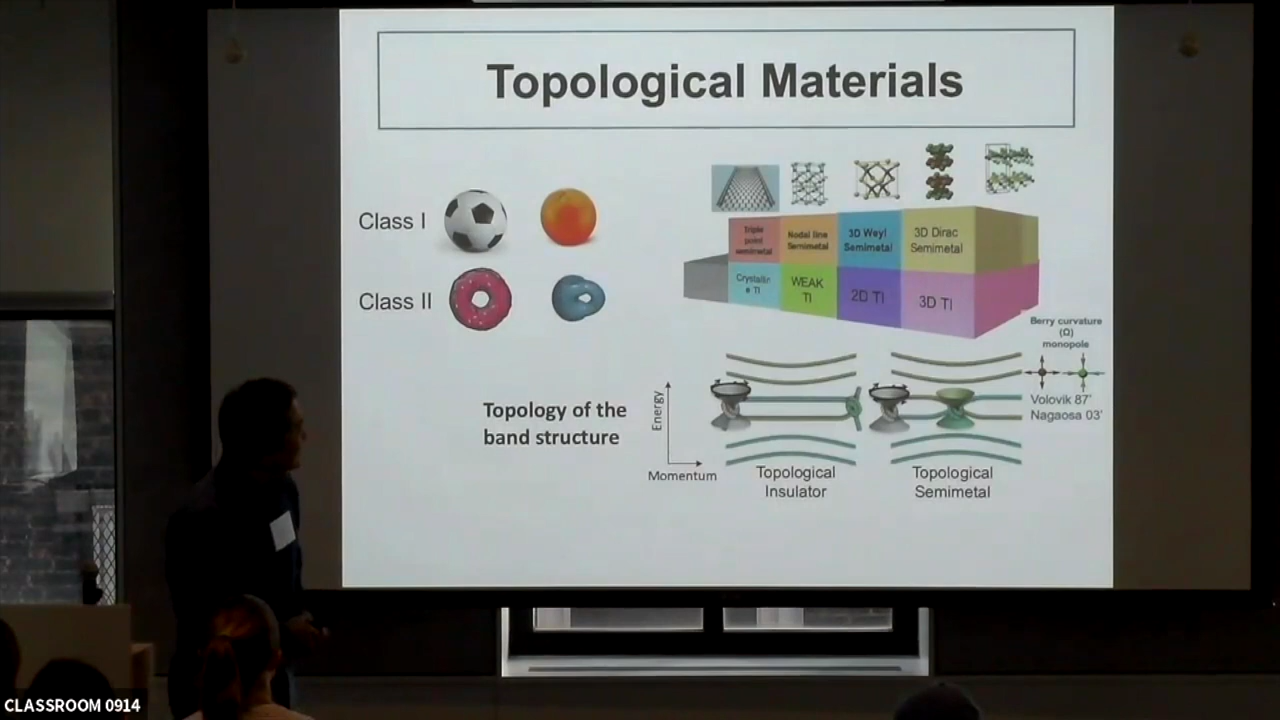 Topological Materials
Class I
Class II
Triple
point
semimetal
Nodal line
Semimetal
3D Weyl
Semimetal
3D Dirac
Semimetal
Crystallin
e TI
WEAK
TI
2D TI
3D TI
Berry curvature
(Ω)
monopole
Topology of the
band structure
Energy
Momentum
Volovik 87'
Nagaosa 03'
Topological
Insulator
Topological
Semimetal
CLASSROOM 0914